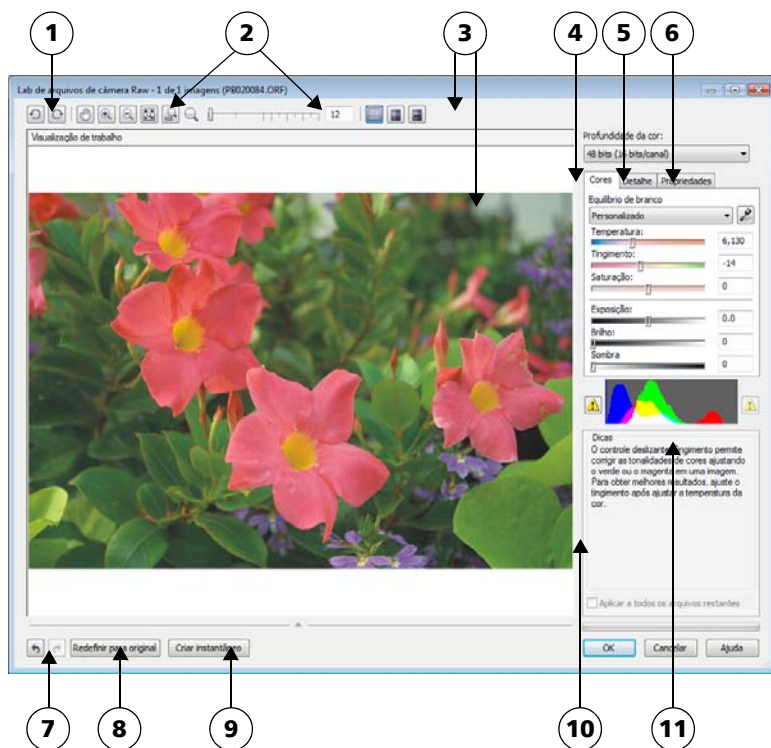 1 2 3 4 5 6
Lab de arquivos de câmera Raw - 1 de 1 imagens (PB020084.ORF)
12
Visualização de trabalho
Profundidade da cor:
48 bits (16 bits/canal)
Cores Detalhe Propriedades
Equilíbrio de branco
Personalizado
Temperatura:
6,130
Tingimento:
-14
Saturação:
0
Exposição:
0.0
Brilho:
0
Sombra
0
Dicas
O controle deslizante Tingimento permite
corrigir as tonalidades de cores ajustando
o verde ou o magenta em uma imagem.
Para obter melhores resultados, ajuste o
tingimento após ajustar a temperatura da
cor.
Aplicar a todos os arquivos restantes
Redefinir para original Criar instantâneo
OK Cancelar Ajuda
7 8 9 10 11